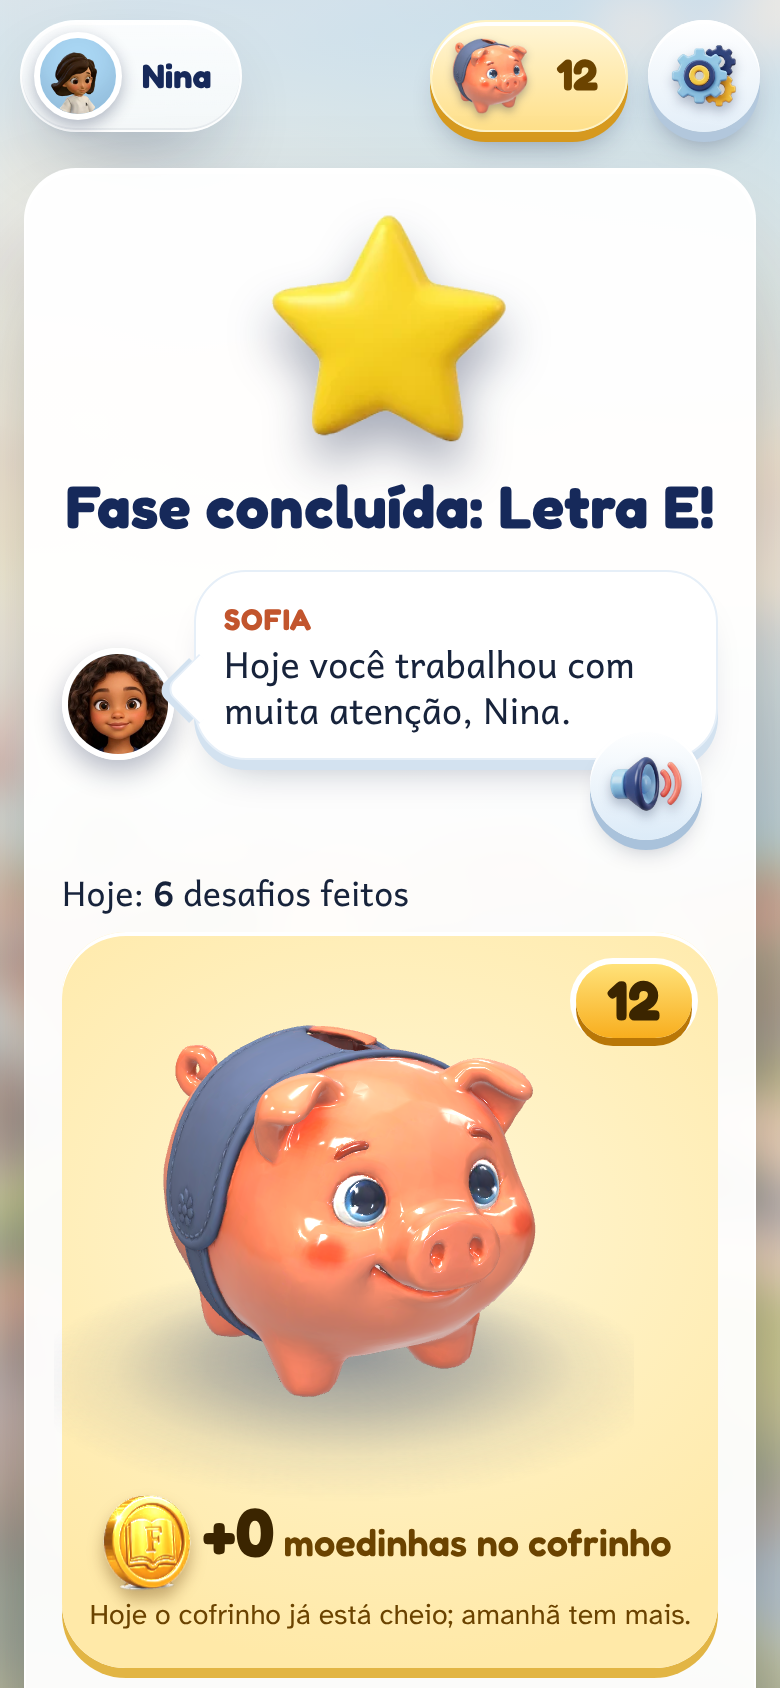 Nina
12
Fase concluída: Letra E!
SOFIA
Hoje você trabalhou com
muita atenção, Nina.
Hoje: 6 desafios feitos
12
F
+0 moedinhas no cofrinho
Hoje o cofrinho já está cheio; amanhã tem mais.